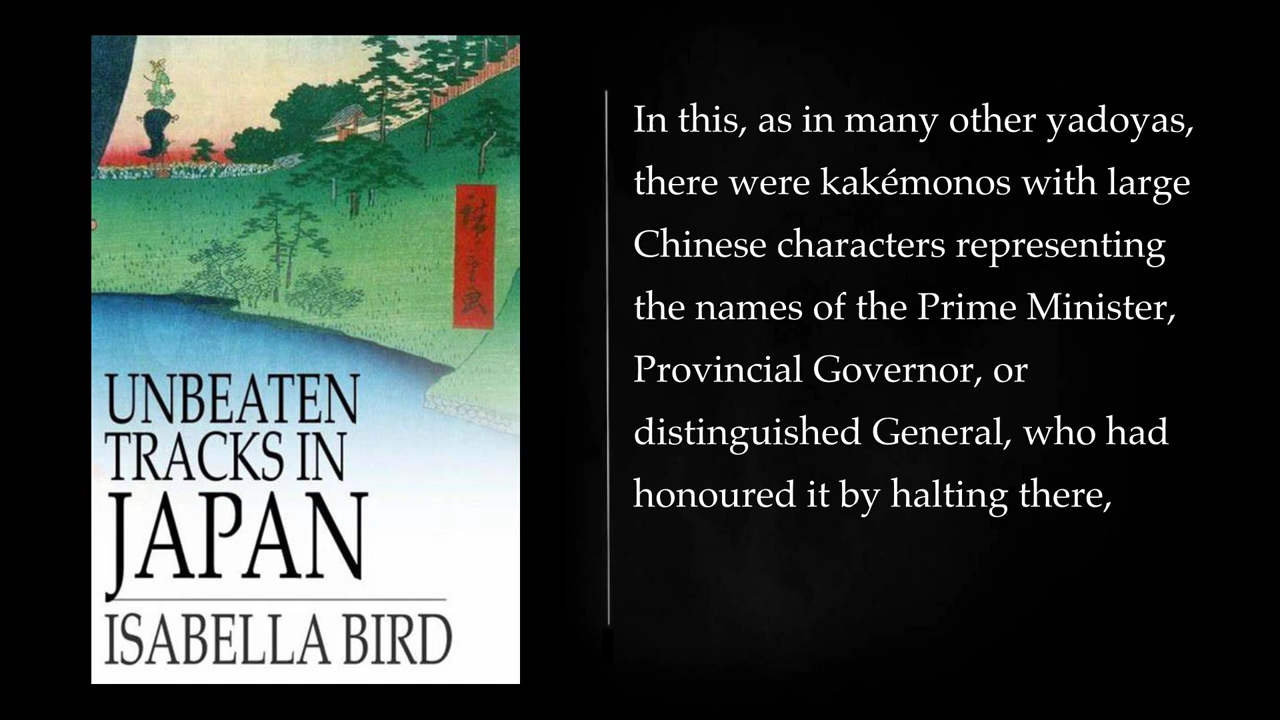 UNBEATEN
TRACKS IN
JAPAN
ISABELLA BIRD
In this, as in many other yadoyas,
there were kakémonos with large
Chinese characters representing
the names of the Prime Minister,
Provincial Governor, or
distinguished General, who had
honoured it by halting there,